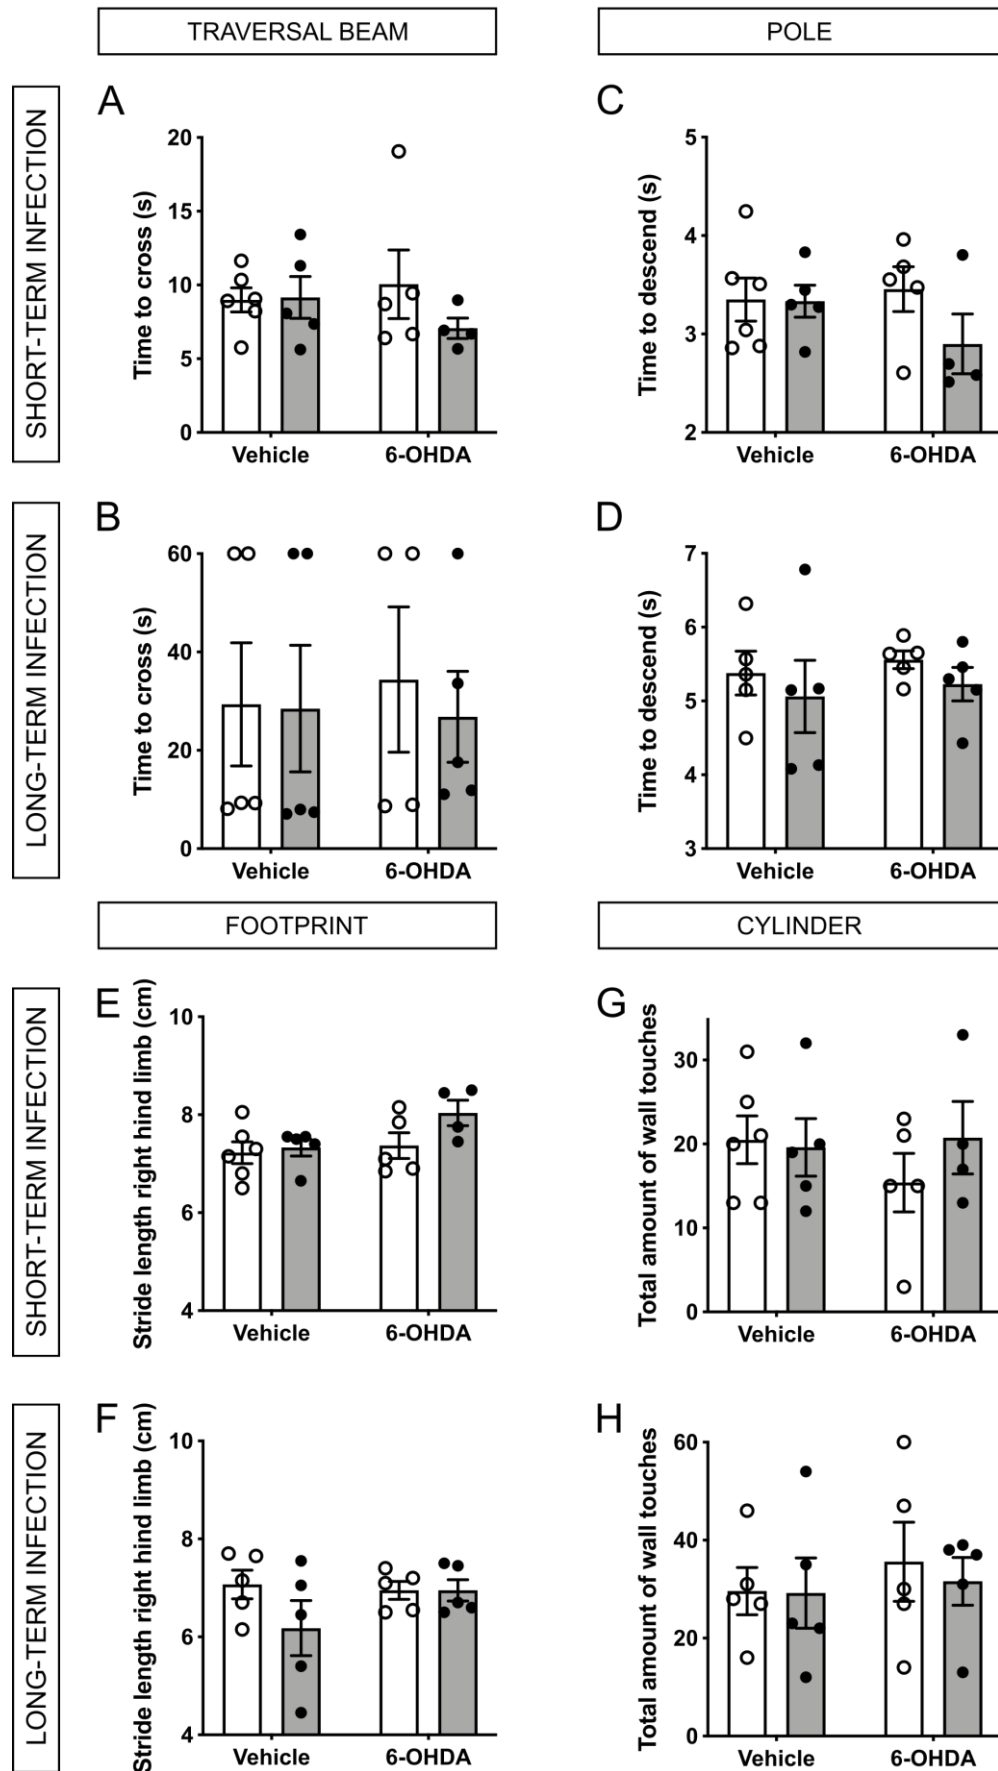 TRAVERSAL BEAM
POLE
SHORT-TERM INFECTION
A
Time to cross (s)
20
15
10
5
0
Vehicle
6-OHDA
C
Time to descend (s)
5
4
3
2
Vehicle
6-OHDA
LONG-TERM INFECTION
B
Time to cross (s)
60
40
20
0
Vehicle
6-OHDA
D
Time to descend (s)
7
6
5
4
3
Vehicle
6-OHDA
FOOTPRINT
CYLINDER
SHORT-TERM INFECTION
E
Stride length right hind limb (cm)
10
8
6
4
Vehicle
6-OHDA
G
Total amount of wall touches
30
20
10
0
Vehicle
6-OHDA
LONG-TERM INFECTION
F
Stride length right hind limb (cm)
10
8
6
4
Vehicle
6-OHDA
H
Total amount of wall touches
60
40
20
0
Vehicle
6-OHDA